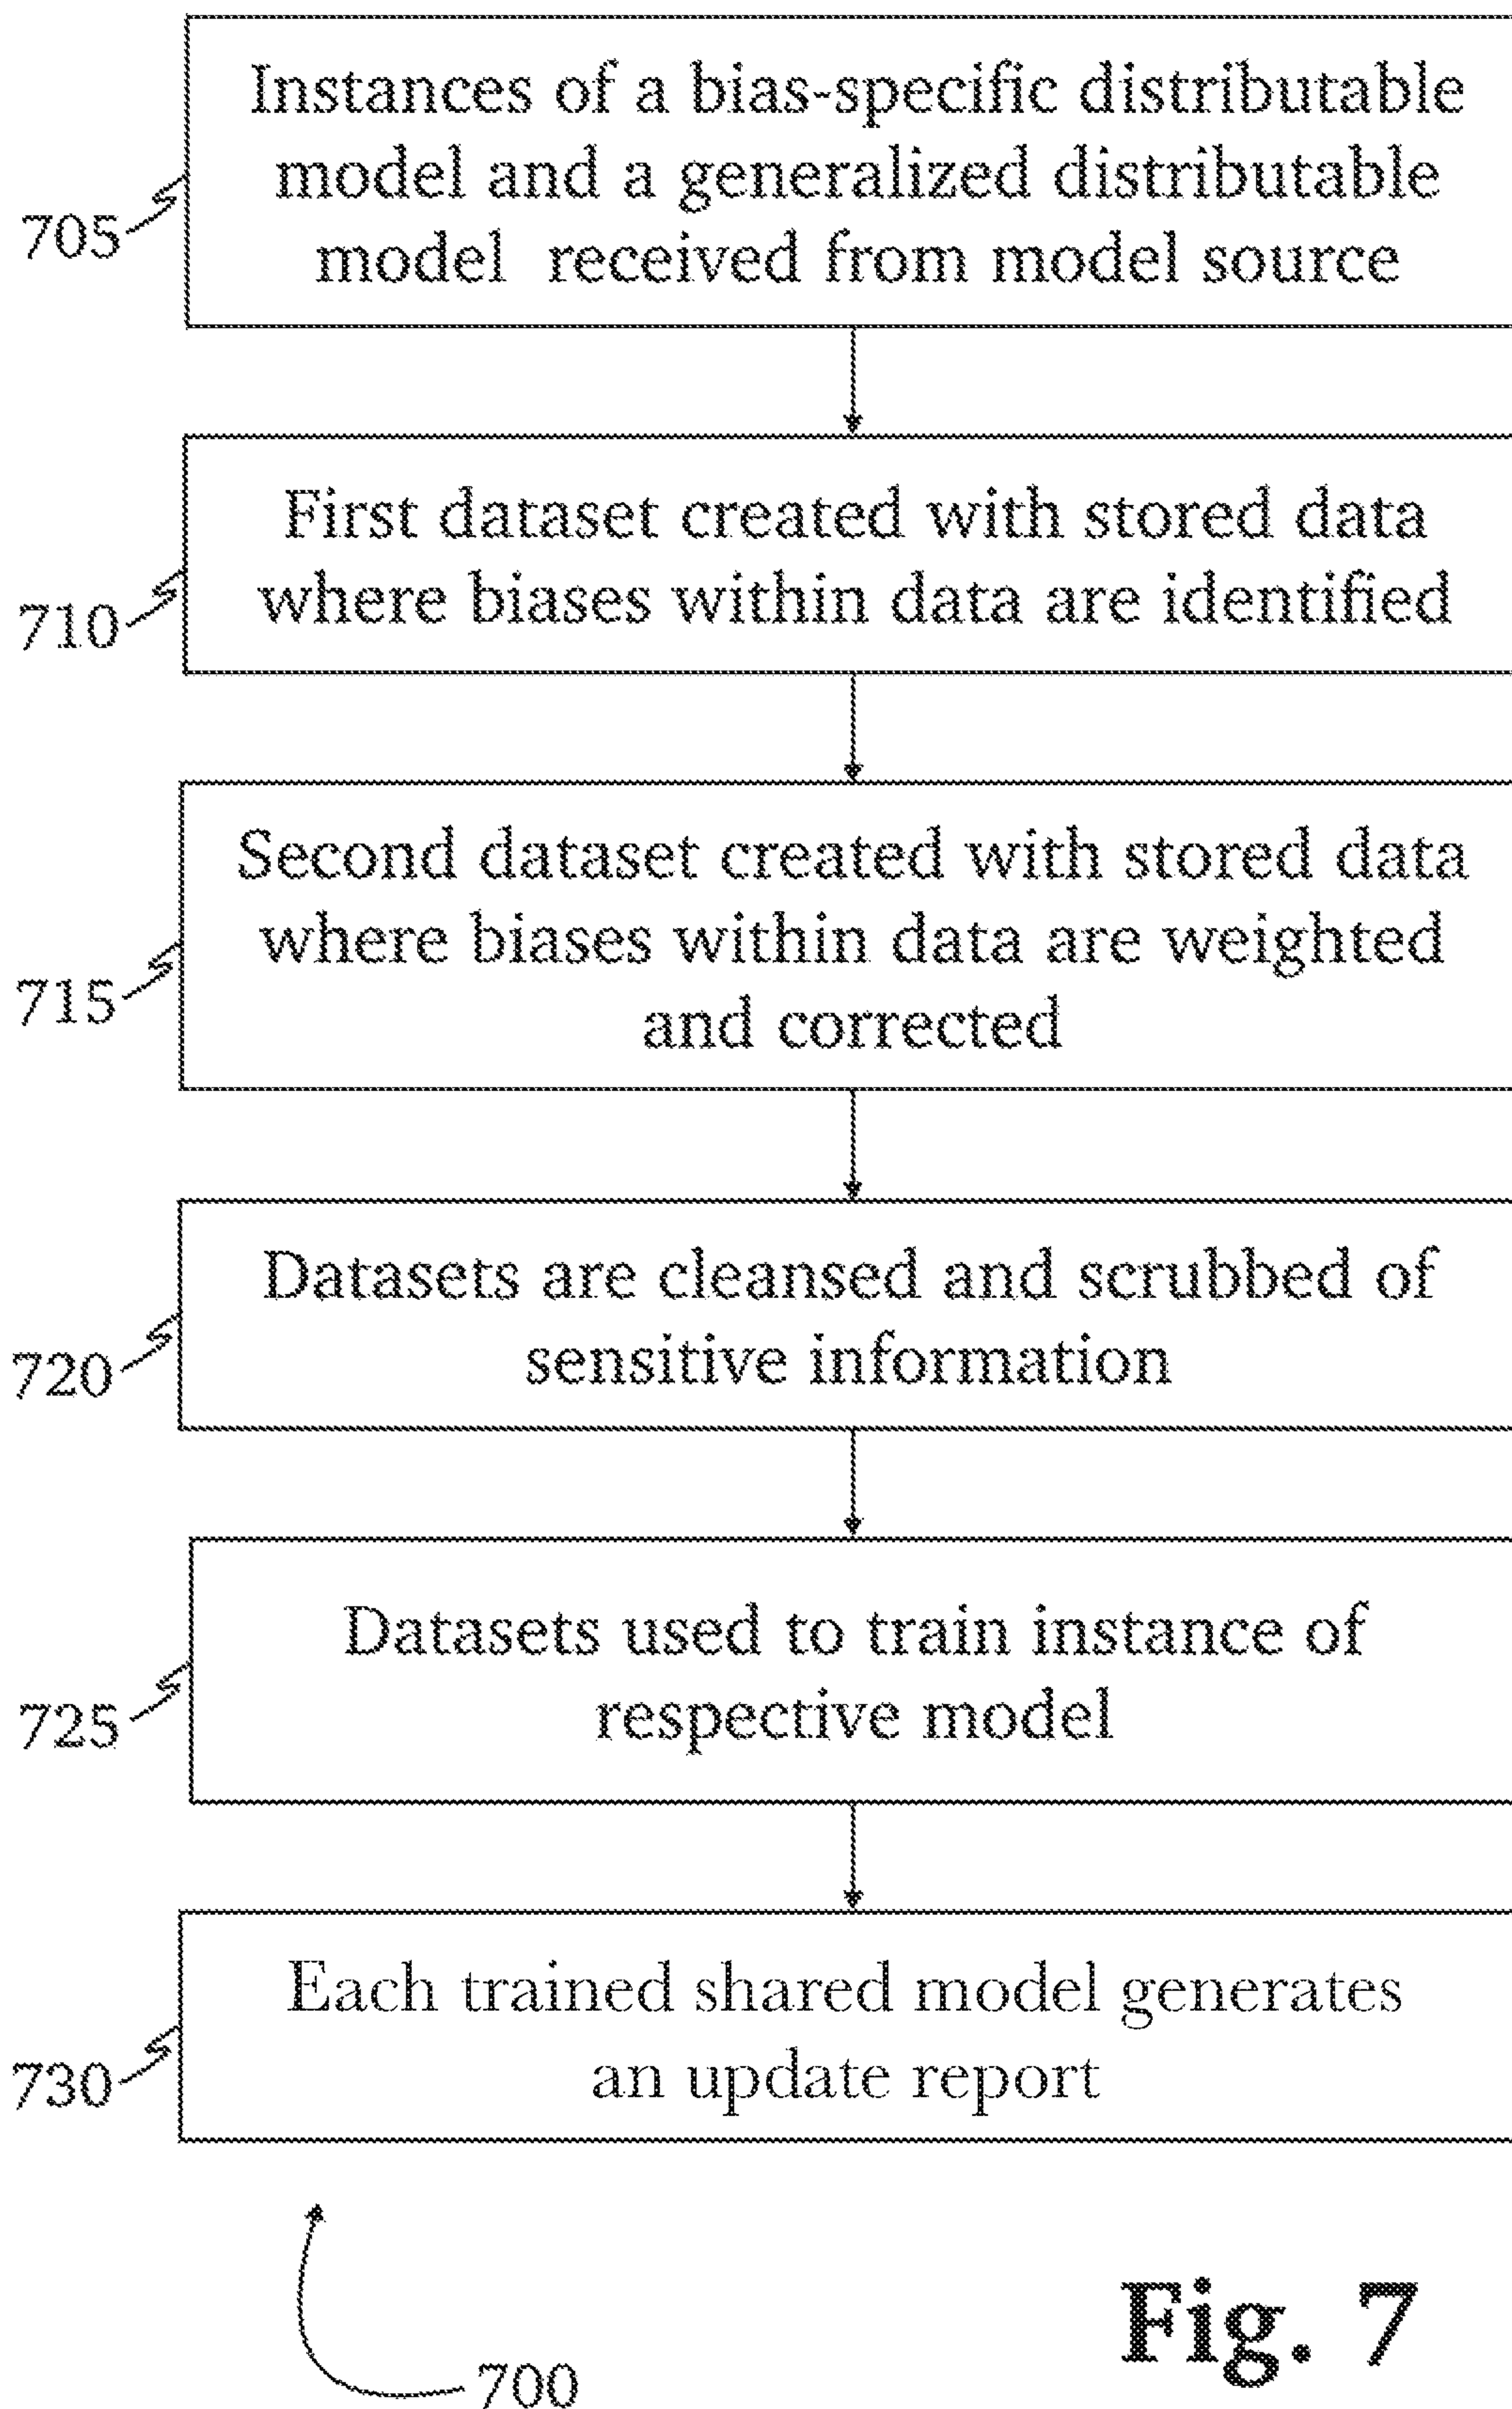 Instances of a bias-specific distributable
model and a generalized distributable
model received from model source
705
First dataset created with stored data
where biases within data are identified
710
Second dataset created with stored data
where biases within data are weighted
and corrected
715
Datasets are cleansed and scrubbed of
sensitive information
720
Datasets used to train instance of
respective model
725
Each trained shared model generates
an update report
730
700
Fig. 7